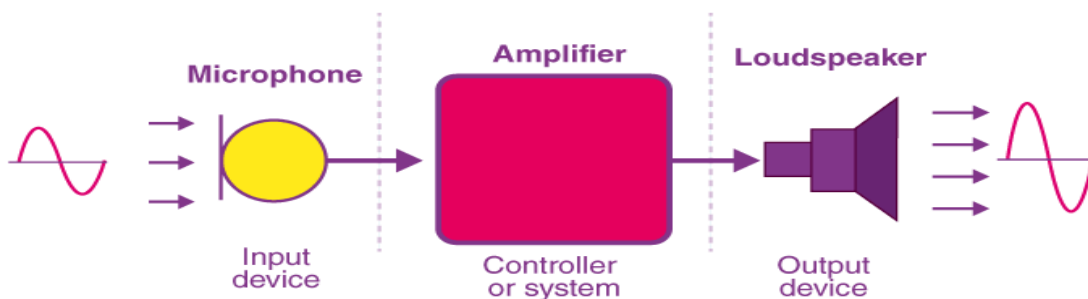 Microphone
Amplifier
Loudspeaker
Input
device
Controller
or system
Output
device